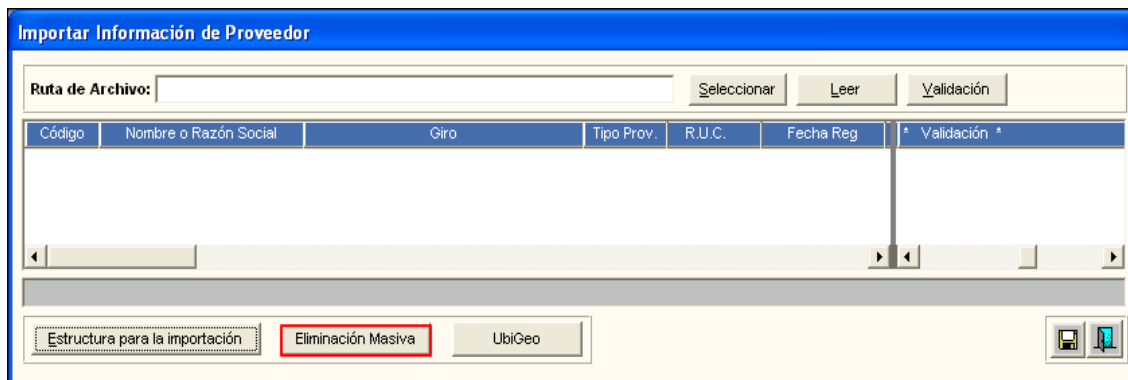 Importar Información de Proveedor
Ruta de Archivo: Seleccionar Leer Validación
Código Nombre o Razón Social Giro Tipo Prov. R.U.C. Fecha Reg * Validación *
Estructura para la importación Eliminación Masiva UbiGeo